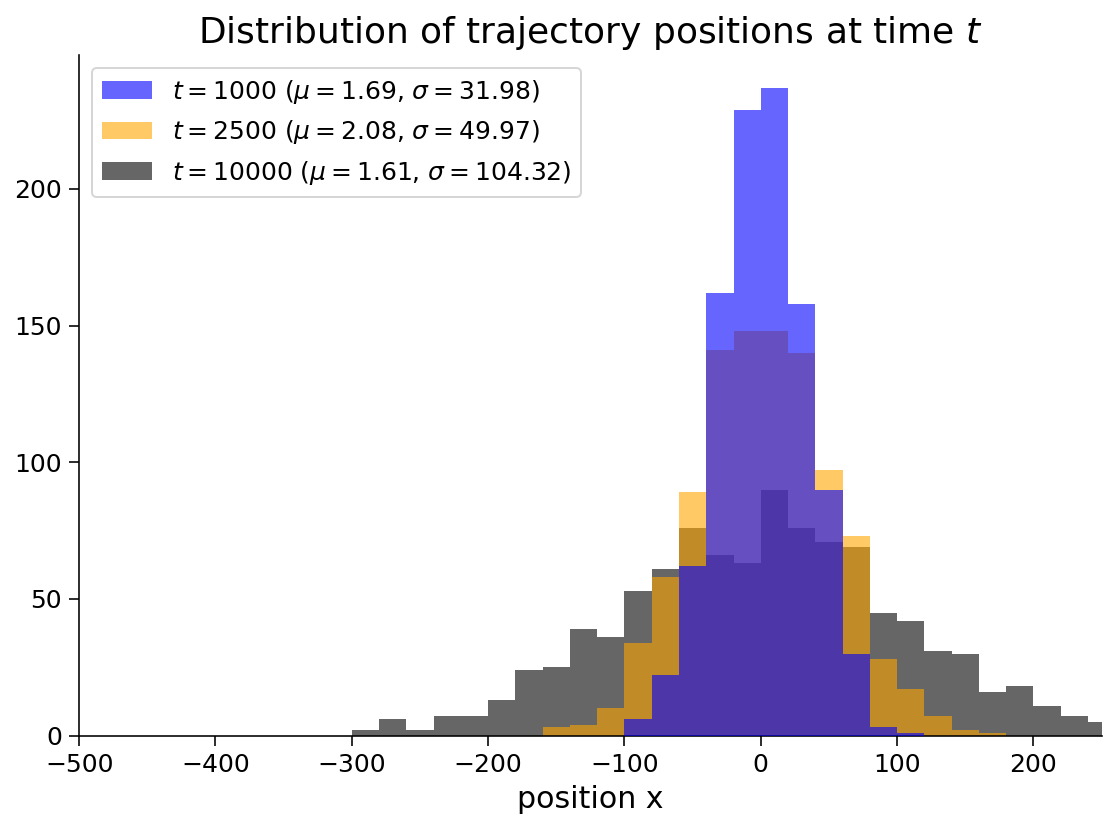 Distribution of trajectory positions at time t
t = 1000 (μ = 1.69, σ = 31.98)
t = 2500 (μ = 2.08, σ = 49.97)
t = 10000 (μ = 1.61, σ = 104.32)
200
150
100
50
0
−500 −400 −300 −200 −100 0 100 200
position x